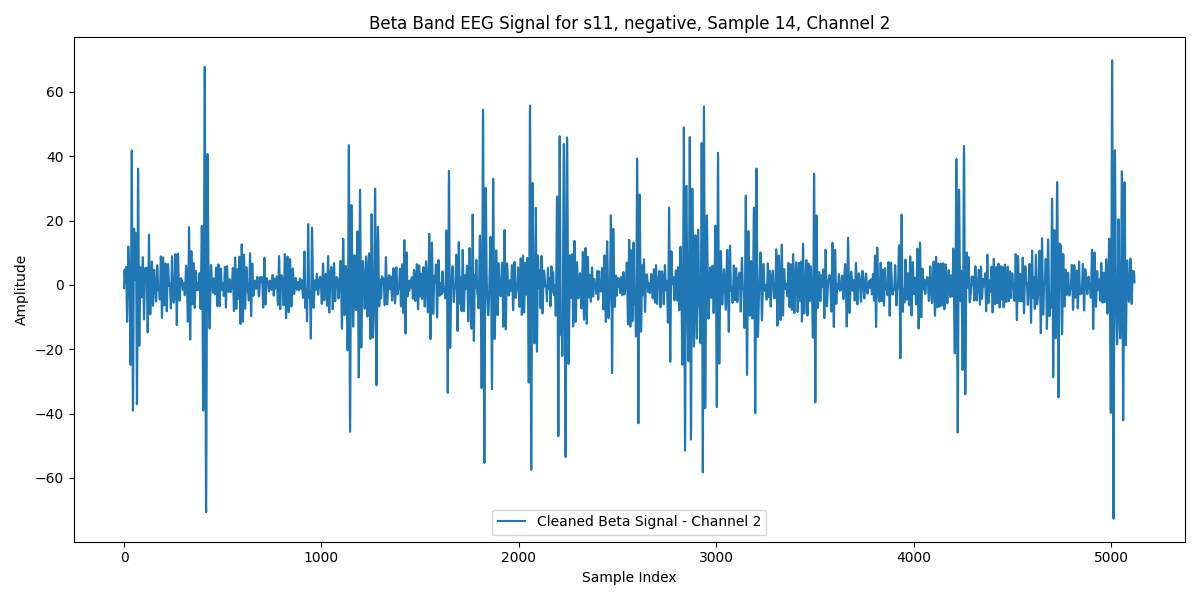 Beta Band EEG Signal for s11, negative, Sample 14, Channel 2
Amplitude
60
40
20
0
−20
−40
−60
Cleaned Beta Signal - Channel 2
0 1000 2000 3000 4000 5000
Sample Index